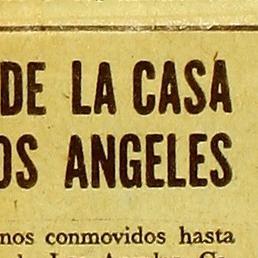 DE LA CASA
OS ANGELES
nos conmovidos hasta